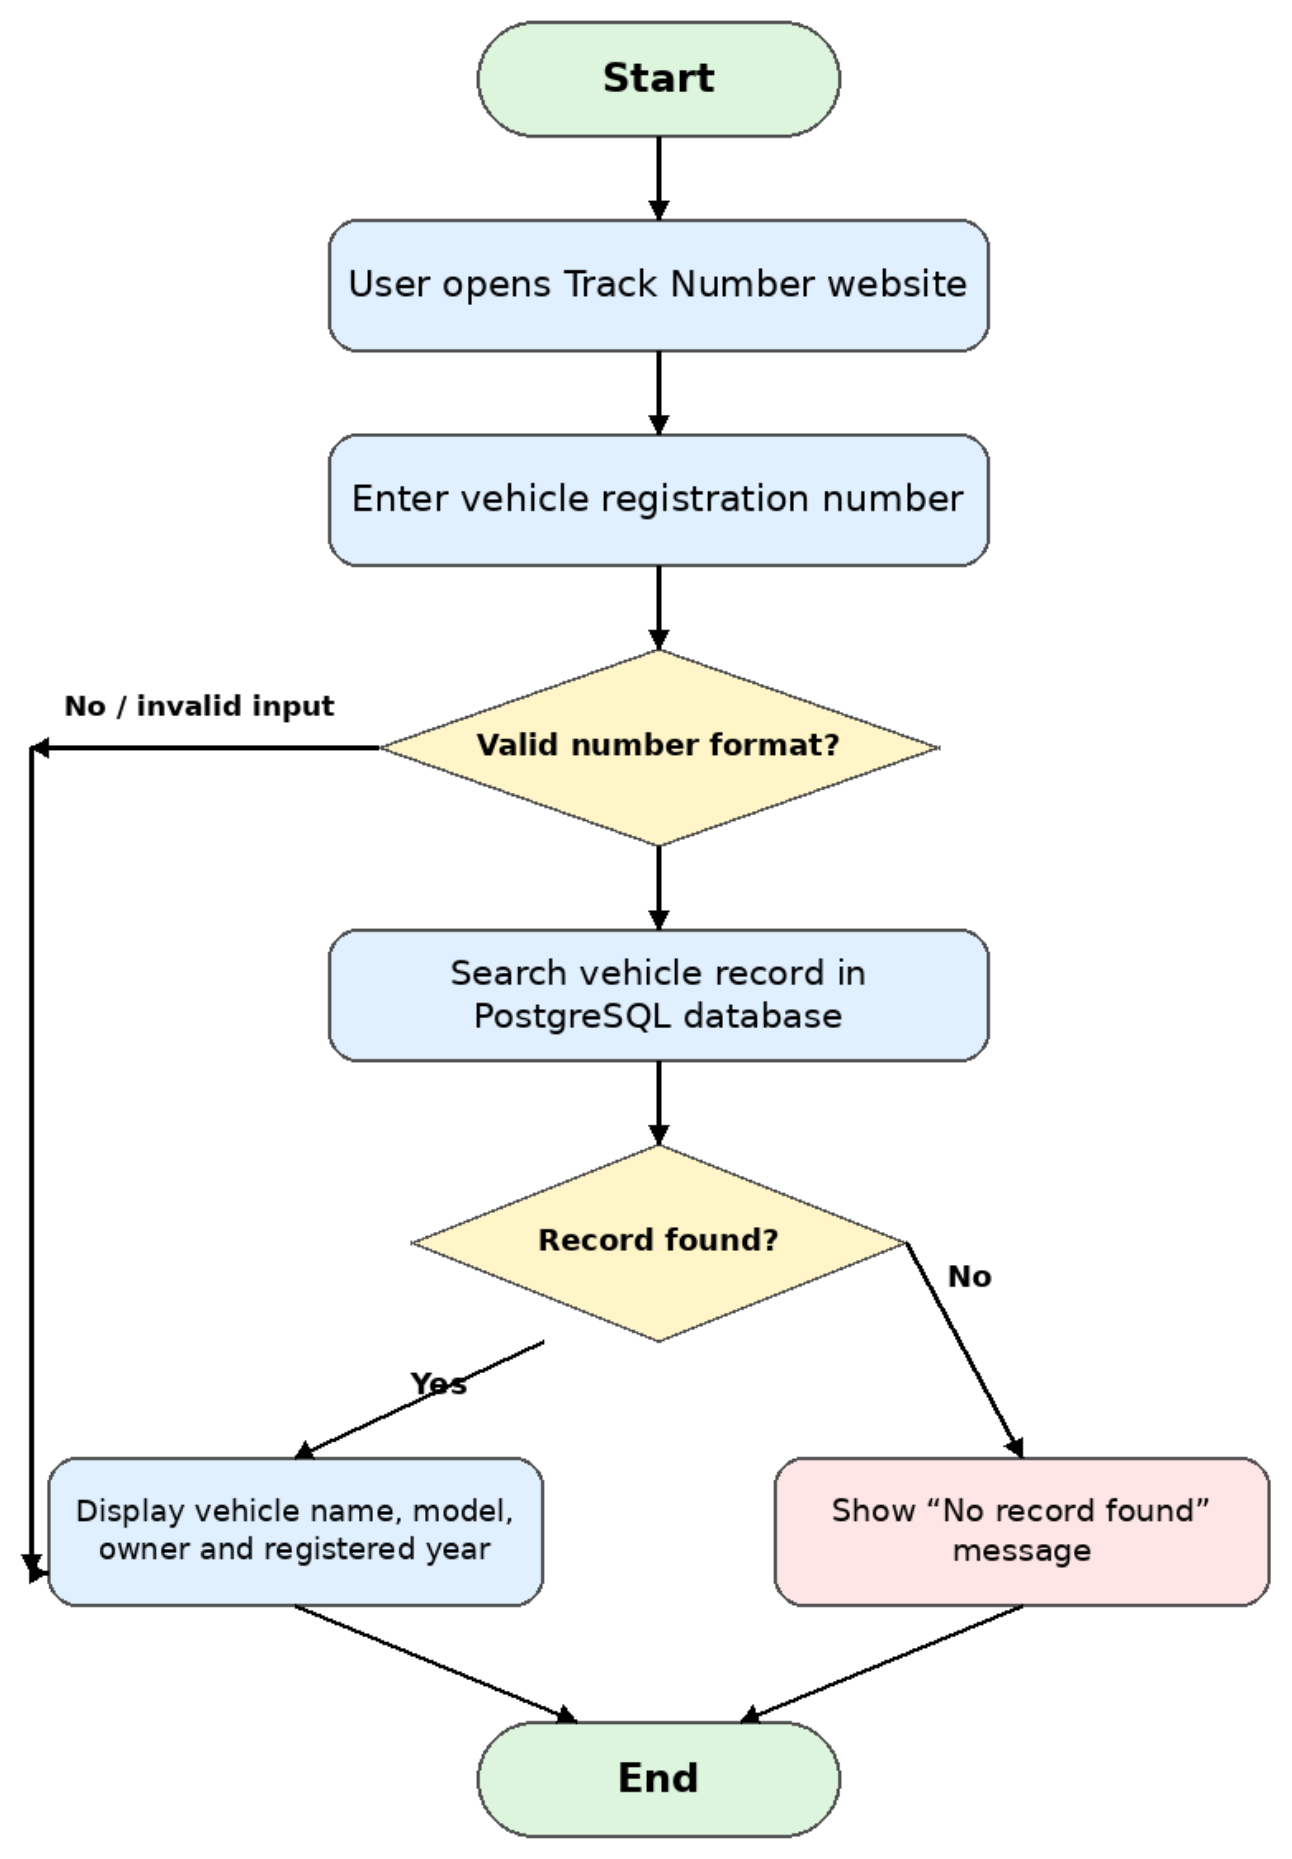 Start
User opens Track Number website
Enter vehicle registration number
No / invalid input
Valid number format?
Search vehicle record in
PostgreSQL database
Record found?
No
Yes
Display vehicle name, model,
owner and registered year
Show “No record found”
message
End